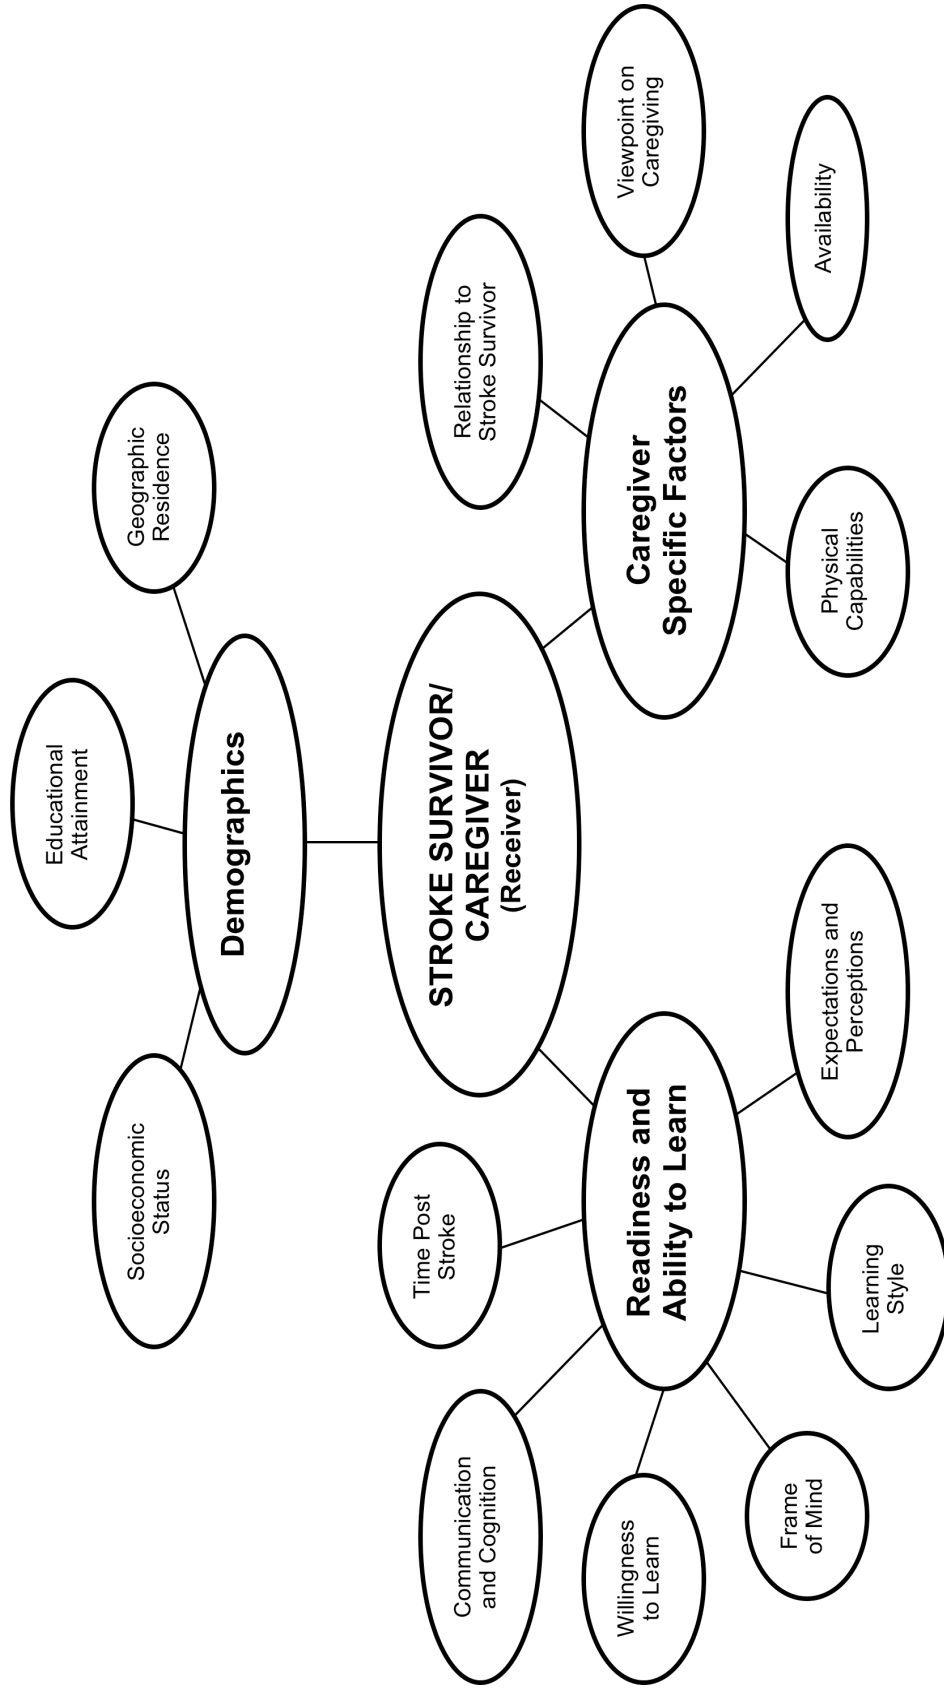 Educational
Attainment
Socioeconomic
Status
Geographic
Residence
Demographics
STROKE SURVIVOR/
CAREGIVER
(Receiver)
Time Post
Stroke
Communication
and Cognition
Relationship to
Stroke Survivor
Willingness
to Learn
Readiness and
Ability to Learn
Caregiver
Specific Factors
Viewpoint on
Caregiving
Frame
of Mind
Learning
Style
Expectations and
Perceptions
Physical
Capabilities
Availability